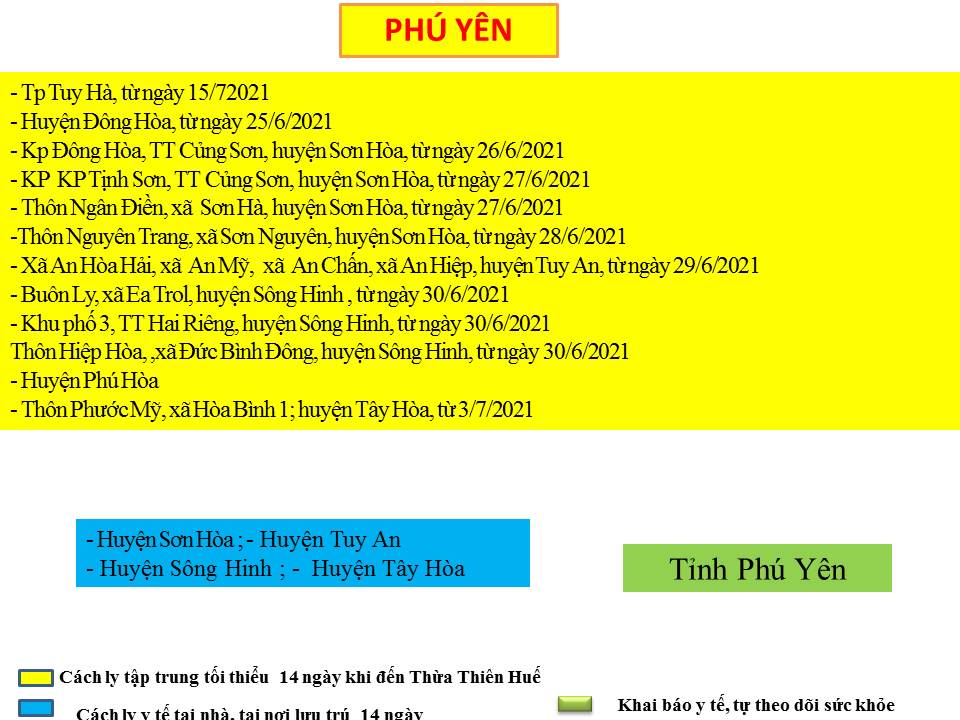 PHÚ YÊN
- Tp Tuy Hà, từ ngày 15/72021
- Huyện Đông Hòa, từ ngày 25/6/2021
- Kp Đông Hòa, TT Củng Sơn, huyện Sơn Hòa, từ ngày 26/6/2021
- KP KP Tịnh Sơn, TT Củng Sơn, huyện Sơn Hòa, từ ngày 27/6/2021
- Thôn Ngân Điền, xã Sơn Hà, huyện Sơn Hòa, từ ngày 27/6/2021
-Thôn Nguyên Trang, xã Sơn Nguyên, huyện Sơn Hòa, từ ngày 28/6/2021
- Xã An Hòa Hải, xã An Mỹ, xã An Chấn, xã An Hiệp, huyện Tuy An, từ ngày 29/6/2021
- Buôn Ly, xã Ea Trol, huyện Sông Hinh , từ ngày 30/6/2021
- Khu phố 3, TT Hai Riêng, huyện Sông Hinh, từ ngày 30/6/2021
Thôn Hiệp Hòa, ,xã Đức Bình Đông, huyện Sông Hinh, từ ngày 30/6/2021
- Huyện Phú Hòa
- Thôn Phước Mỹ, xã Hòa Bình 1; huyện Tây Hòa, từ 3/7/2021
- Huyện Sơn Hòa ; - Huyện Tuy An
- Huyện Sông Hinh ; - Huyện Tây Hòa
Tỉnh Phú Yên
Cách ly tập trung tối thiểu 14 ngày khi đến Thừa Thiên Huế
Cách ly y tế tại nhà, tại nơi lưu trú 14 ngày
Khai báo y tế, tự theo dõi sức khỏe